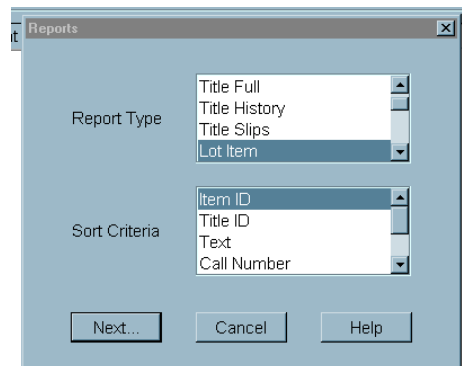 Reports
it
Title Full
Title History
Report Type
Title Slips
Lot Item
Item ID
Title ID
Sort Criteria
Text
Call Number
Next... Cancel Help